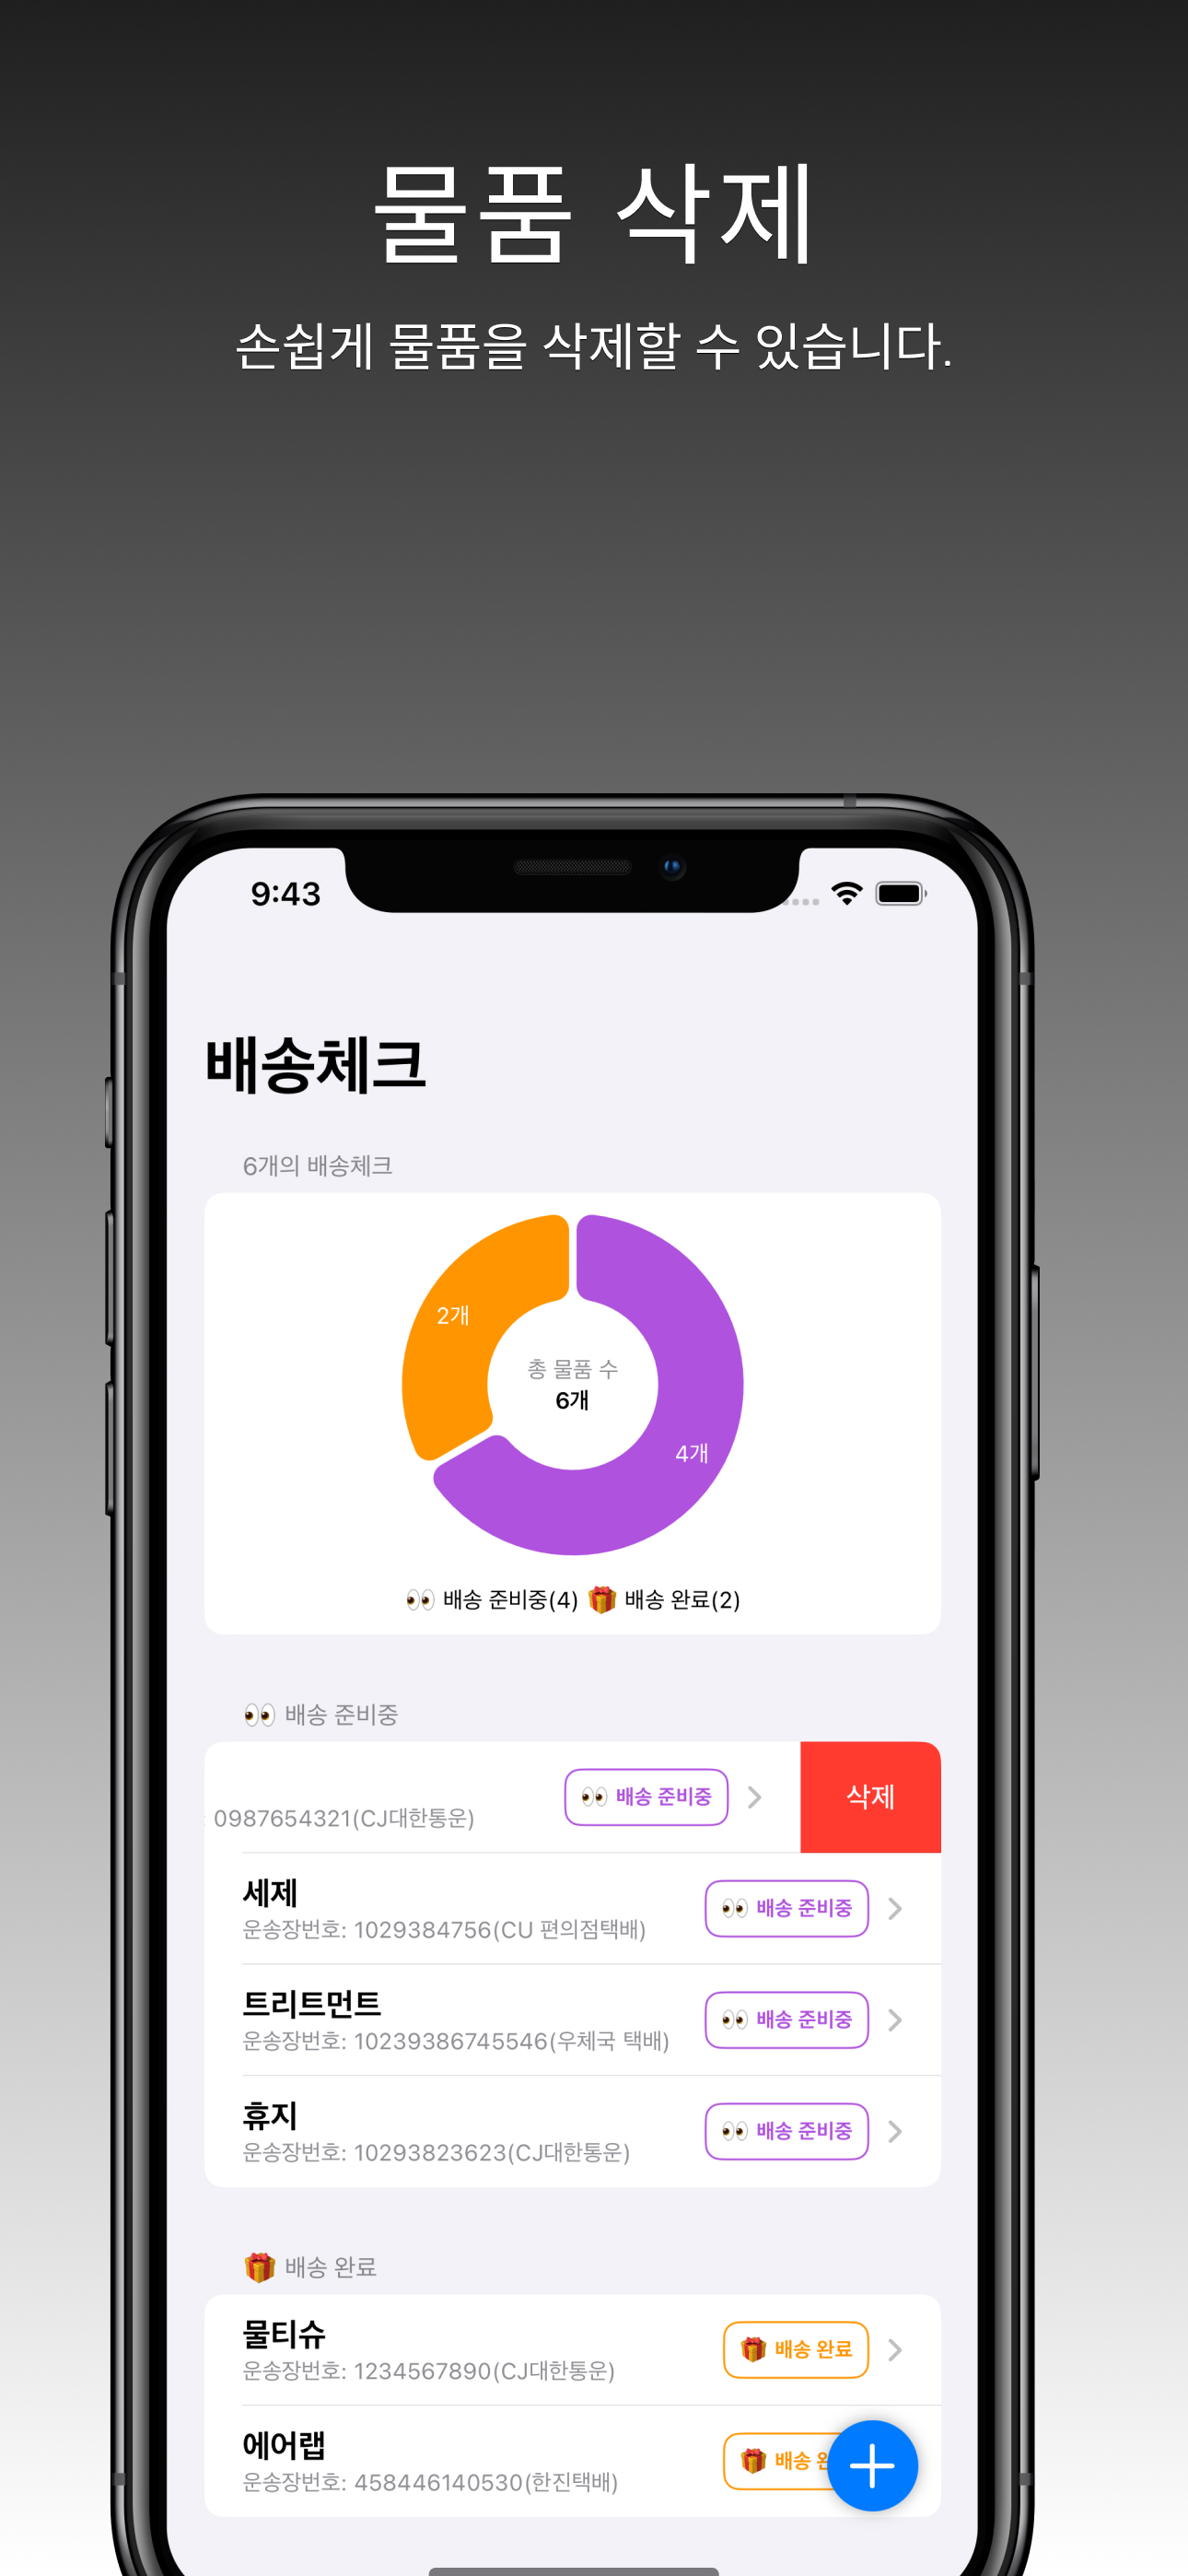 물품 삭제
손쉽게 물품을 삭제할 수 있습니다.
9:43
배송체크
6개의 배송체크
2개
총 물품 수
6개
4개
👀 배송 준비중(4) 🎁 배송 완료(2)
👀 배송 준비중
: 0987654321(CJ대한통운)
👀 배송 준비중
삭제
세제
운송장번호: 1029384756(CU 편의점택배)
👀 배송 준비중
트리트먼트
운송장번호: 10239386745546(우체국 택배)
👀 배송 준비중
휴지
운송장번호: 10293823623(CJ대한통운)
👀 배송 준비중
🎁 배송 완료
물티슈
운송장번호: 1234567890(CJ대한통운)
🎁 배송 완료
에어랩
운송장번호: 458446140530(한진택배)
🎁 배송